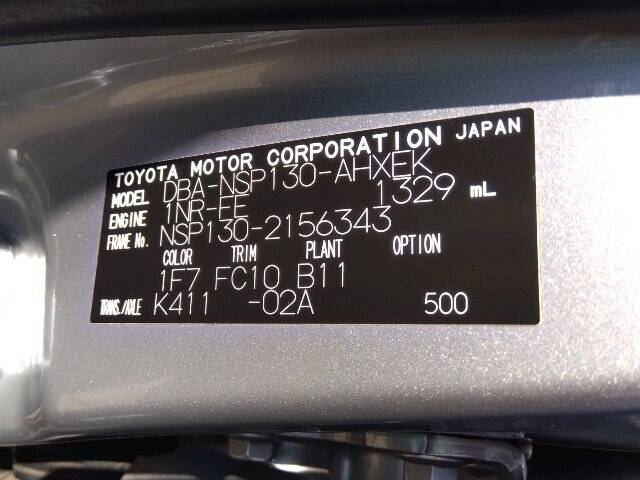 TOYOTA MOTOR CORPORATION JAPAN
MODEL DBA-NSP130-AHXEK
ENGINE 1NR-FE 1329 mL
FRAME No. NSP130-2156343
COLOR TRIM PLANT OPTION
1F7 FC10 B11
TRANS./AXLE K411 -02A 500